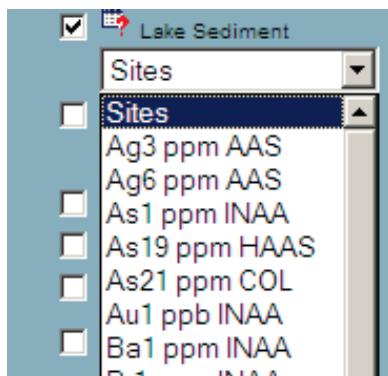 Lake Sediment
Sites
Sites
Ag3 ppm AAS
Ag6 ppm AAS
As1 ppm INAA
As19 ppm HAAS
As21 ppm COL
Au1 ppb INAA
Ba1 ppm INAA